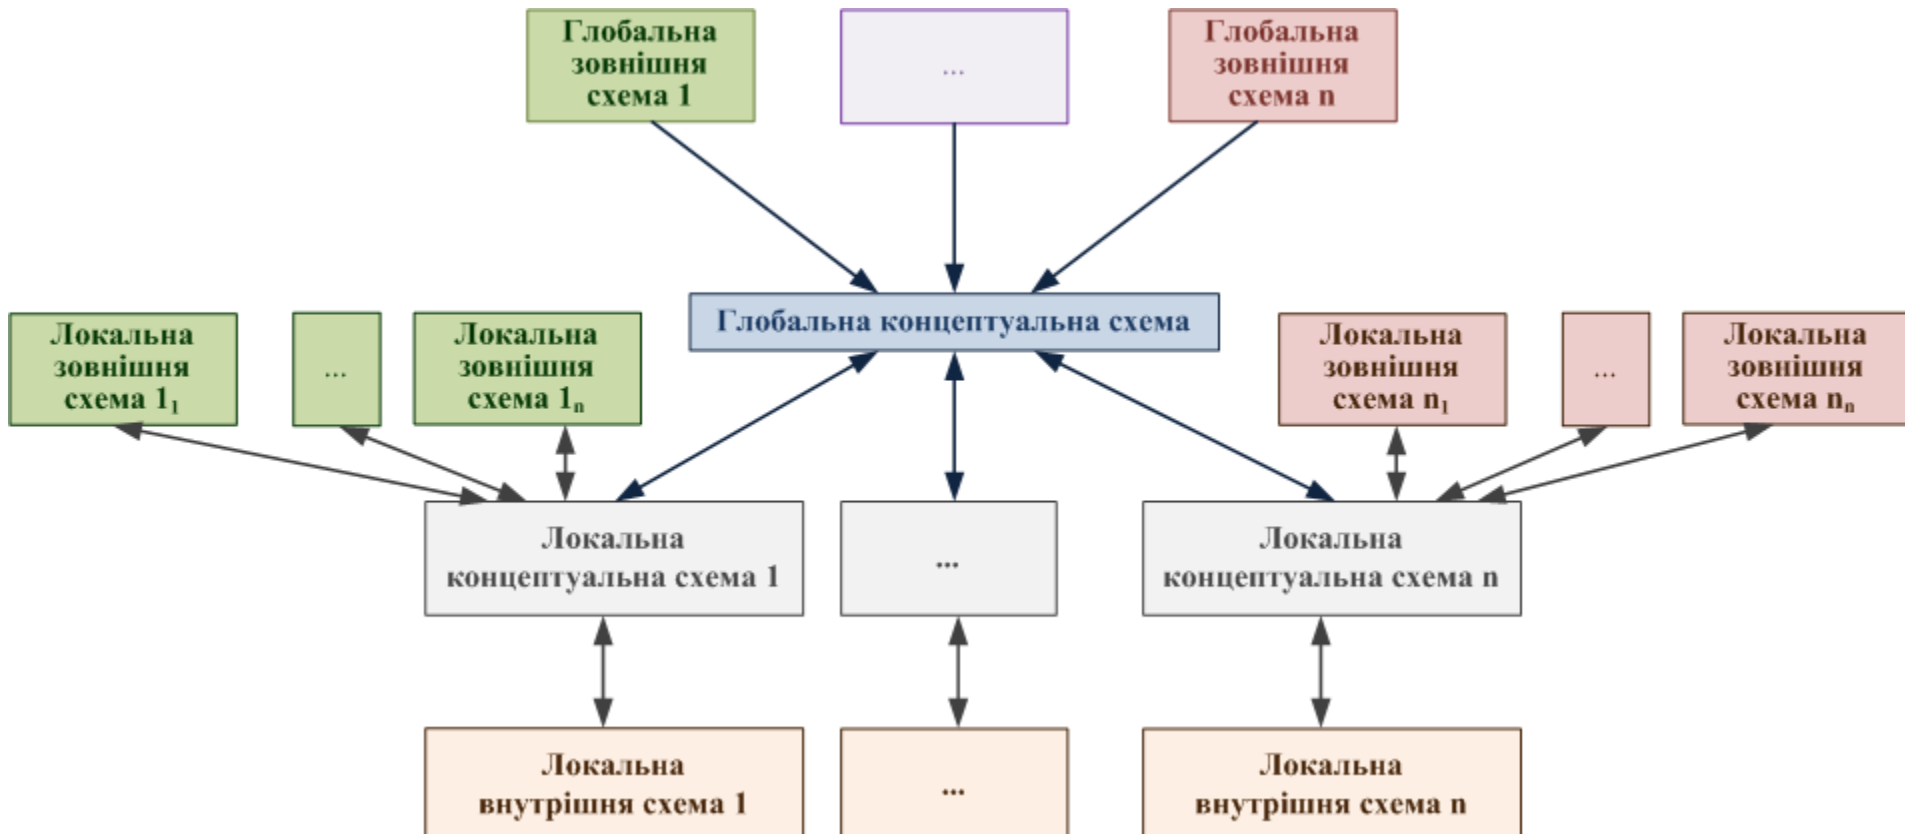 Глобальна
зовнішня
схема 1
...
Глобальна
зовнішня
схема n
Глобальна концептуальна схема
Локальна
зовнішня
схема 1₁
...
Локальна
зовнішня
схема 1ₙ
Локальна
зовнішня
схема n₁
...
Локальна
зовнішня
схема nₙ
Локальна
концептуальна схема 1
...
Локальна
концептуальна схема n
Локальна
внутрішня схема 1
...
Локальна
внутрішня схема n